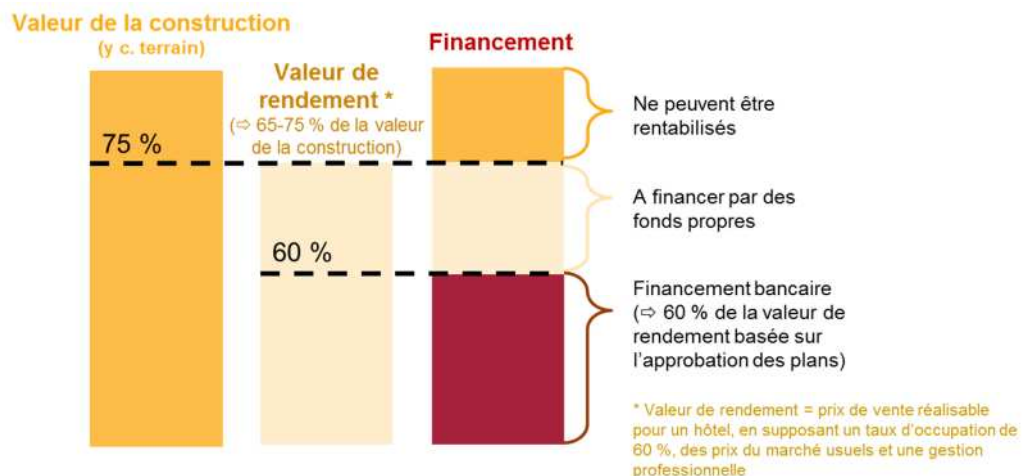 Valeur de la construction
(y c. terrain)
Valeur de
rendement *
(⇨ 65-75 % de la valeur
de la construction)
Financement
75 %
60 %
Ne peuvent être
rentabilisés
A financer par des
fonds propres
Financement bancaire
(⇨ 60 % de la valeur de
rendement basée sur
l’approbation des plans)
* Valeur de rendement = prix de vente réalisable
pour un hôtel, en supposant un taux d’occupation de
60 %, des prix du marché usuels et une gestion
professionnelle